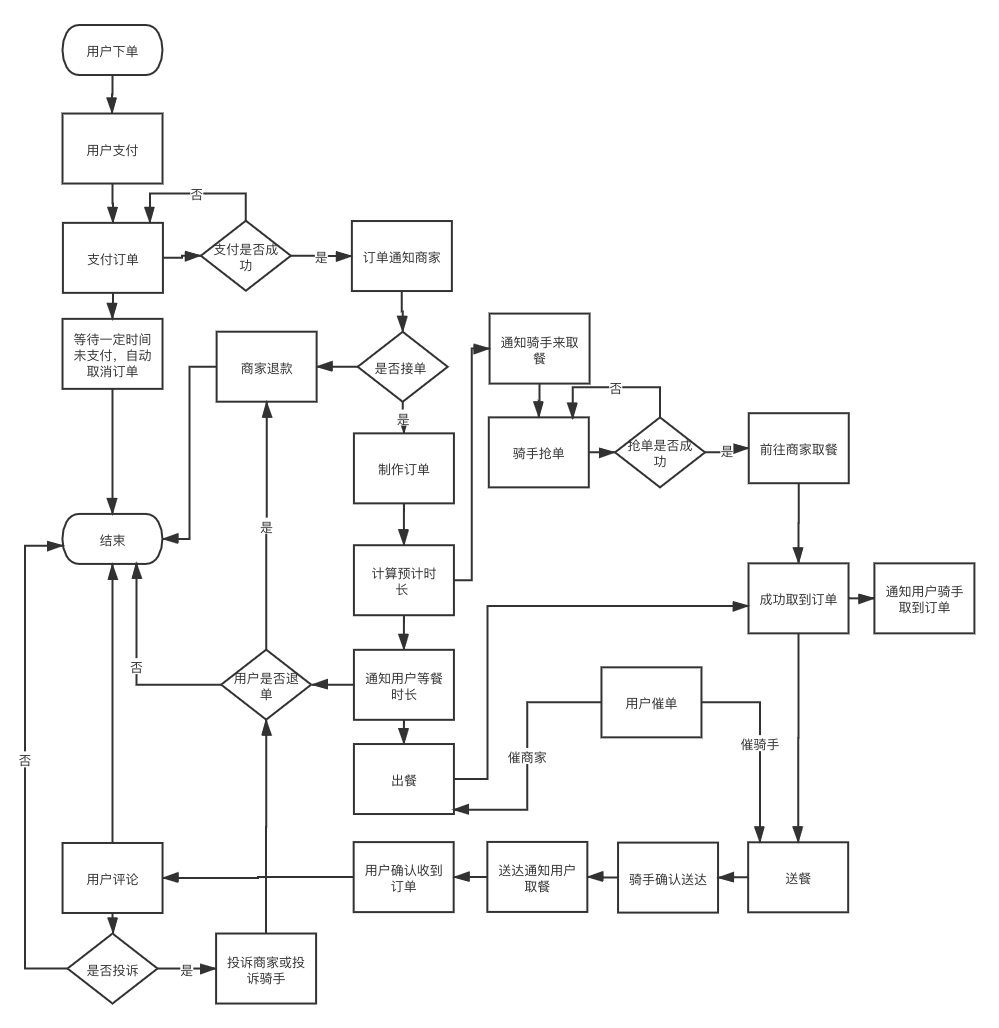 用户下单
用户支付
否
支付订单
支付是否成
功
是
订单通知商家
等待一定时间
未支付，自动
取消订单
商家退款
是否接单
通知骑手来取
餐
否
是
制作订单
骑手抢单
抢单是否成
功
是
前往商家取餐
是
结束
计算预计时
长
成功取到订单
通知用户骑手
取到订单
否
用户是否退
单
通知用户等餐
时长
用户催单
否
出餐
催商家
催骑手
用户评论
用户确认收到
订单
送达通知用户
取餐
骑手确认送达
送餐
是否投诉
是
投诉商家或投
诉骑手